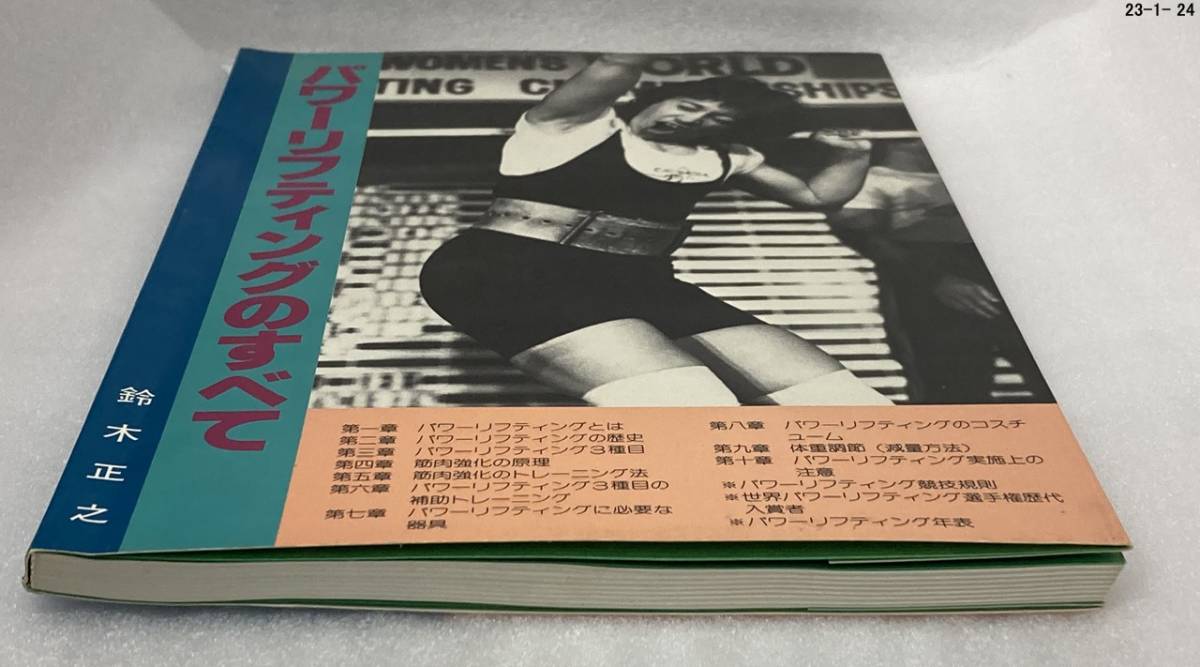 23-1- 24
WOMEN'S WORLD
TING CHAMPIONSHIPS
パワーリフティングのすべて
鈴木正之
第一章 パワーリフティングとは
第二章 パワーリフティングの歴史
第三章 パワーリフティング3種目
第四章 筋肉強化の原理
第五章 筋肉強化のトレーニング法
第六章 パワーリフティング3種目の
補助トレーニング
第七章 パワーリフティングに必要な
器具
第八章 パワーリフティングのコスチ
ューム
第九章 体重調節(減量方法)
第十章 パワーリフティング実施上の
注意
※パワーリフティング競技規則
※世界パワーリフティング選手権歴代
入賞者
※パワーリフティング年表